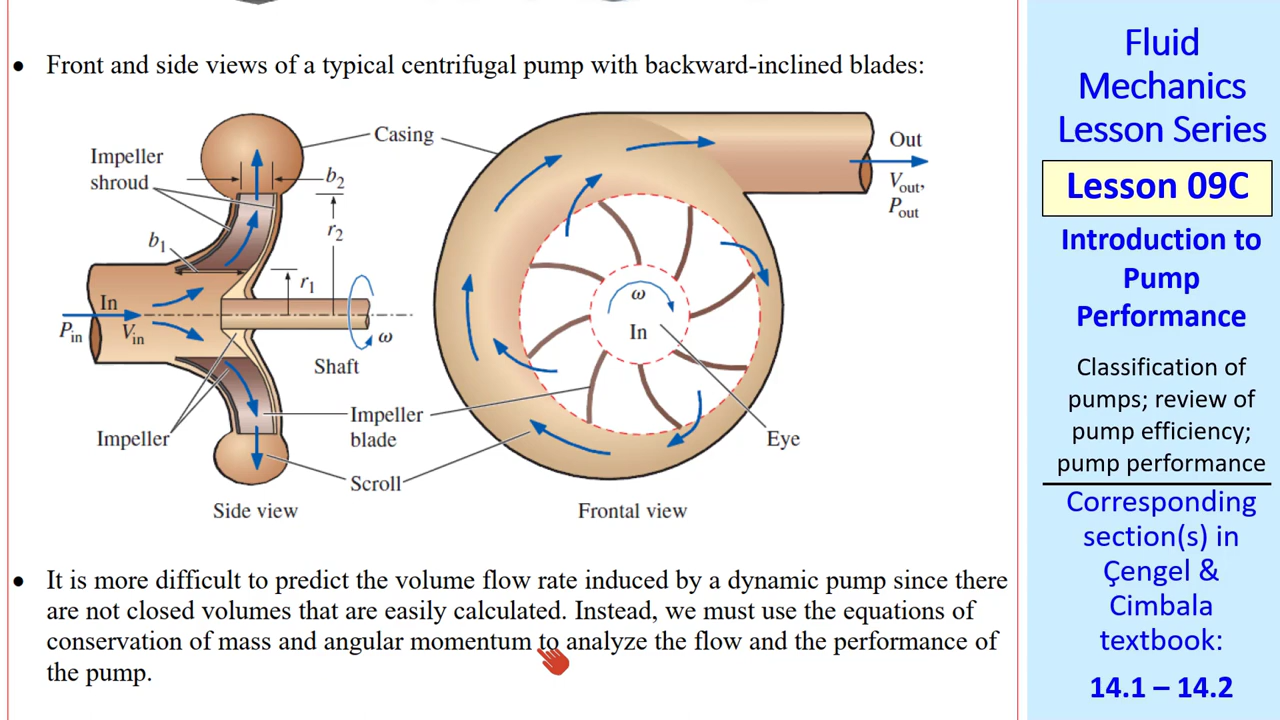 • Front and side views of a typical centrifugal pump with backward-inclined blades:
Impeller
shroud
Casing
b₂
r₂
b₁
r₁
In
Pin
Vin
ω
Shaft
Impeller
Impeller
blade
Scroll
Side view
Out
Vout,
Pout
ω
In
Eye
Frontal view
• It is more difficult to predict the volume flow rate induced by a dynamic pump since there
are not closed volumes that are easily calculated. Instead, we must use the equations of
conservation of mass and angular momentum to analyze the flow and the performance of
the pump.
Fluid
Mechanics
Lesson Series
Lesson 09C
Introduction to
Pump
Performance
Classification of
pumps; review of
pump efficiency;
pump performance
Corresponding
section(s) in
Çengel &
Cimbala
textbook:
14.1 – 14.2